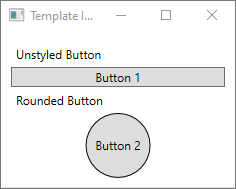 Template I...
Unstyled Button
Button 1
Rounded Button
Button 2